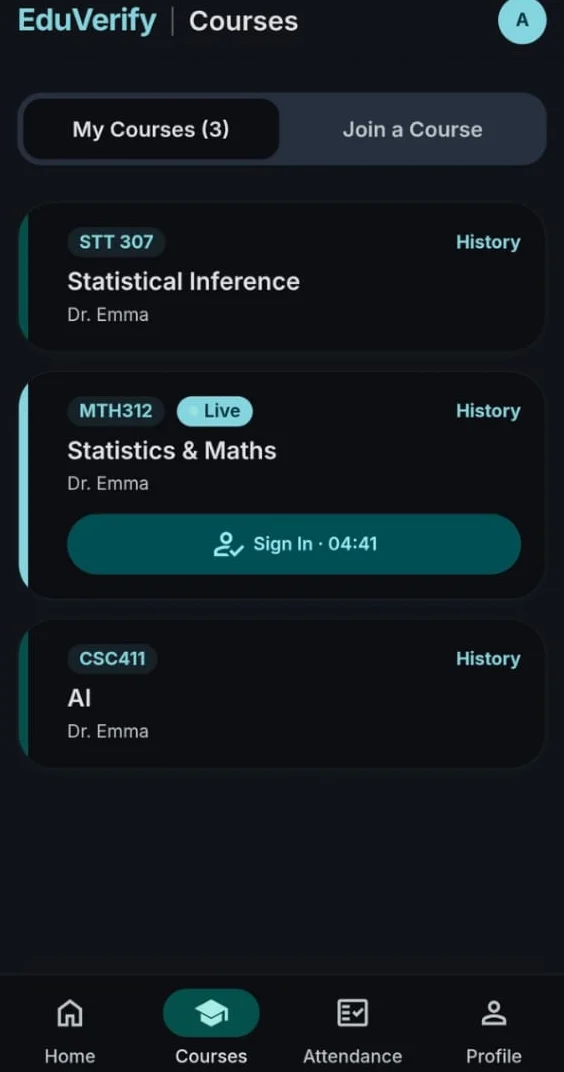 EduVerify | Courses
A
My Courses (3)
Join a Course
STT 307
History
Statistical Inference
Dr. Emma
MTH312
Live
History
Statistics & Maths
Dr. Emma
Sign In · 04:41
CSC411
History
AI
Dr. Emma
Home
Courses
Attendance
Profile